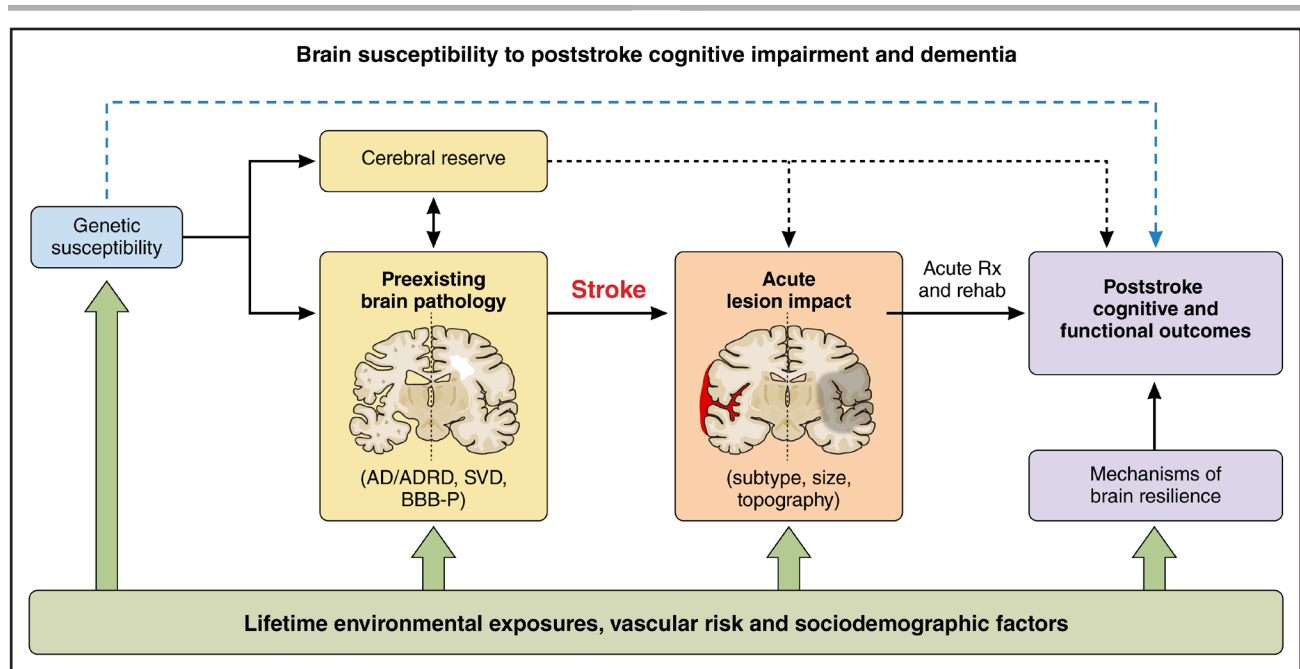 Brain susceptibility to poststroke cognitive impairment and dementia
Cerebral reserve
Genetic
susceptibility
Preexisting
brain pathology
(AD/ADRD, SVD,
BBB-P)
Stroke
Acute
lesion impact
(subtype, size,
topography)
Acute Rx
and rehab
Poststroke
cognitive and
functional outcomes
Mechanisms of
brain resilience
Lifetime environmental exposures, vascular risk and sociodemographic factors